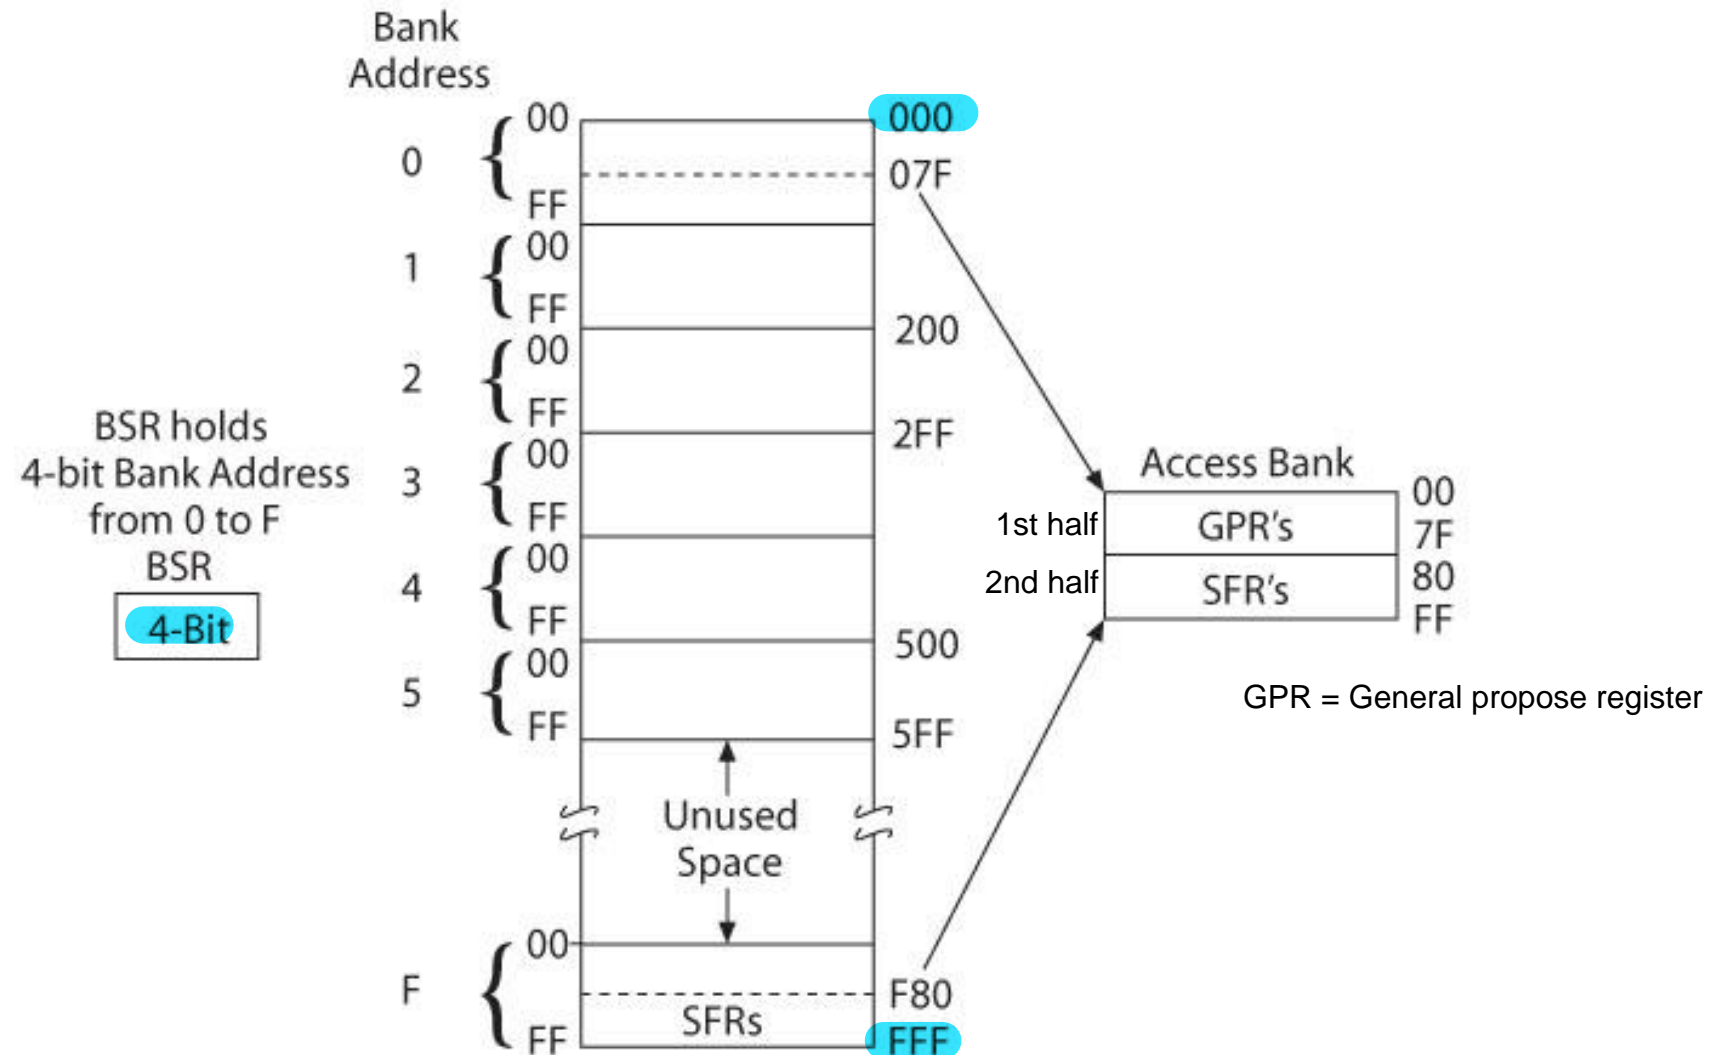 Bank
Address
00
000
0
07F
FF
1
00
FF
200
2
00
FF
2FF
BSR holds
4-bit Bank Address
from 0 to F
BSR
4-Bit
3
00
FF
4
00
FF
500
5
00
FF
5FF
Access Bank
1st half
GPR's
00
7F
2nd half
SFR's
80
FF
GPR = General propose register
Unused
Space
00
F
F80
SFRs
FF
FFF